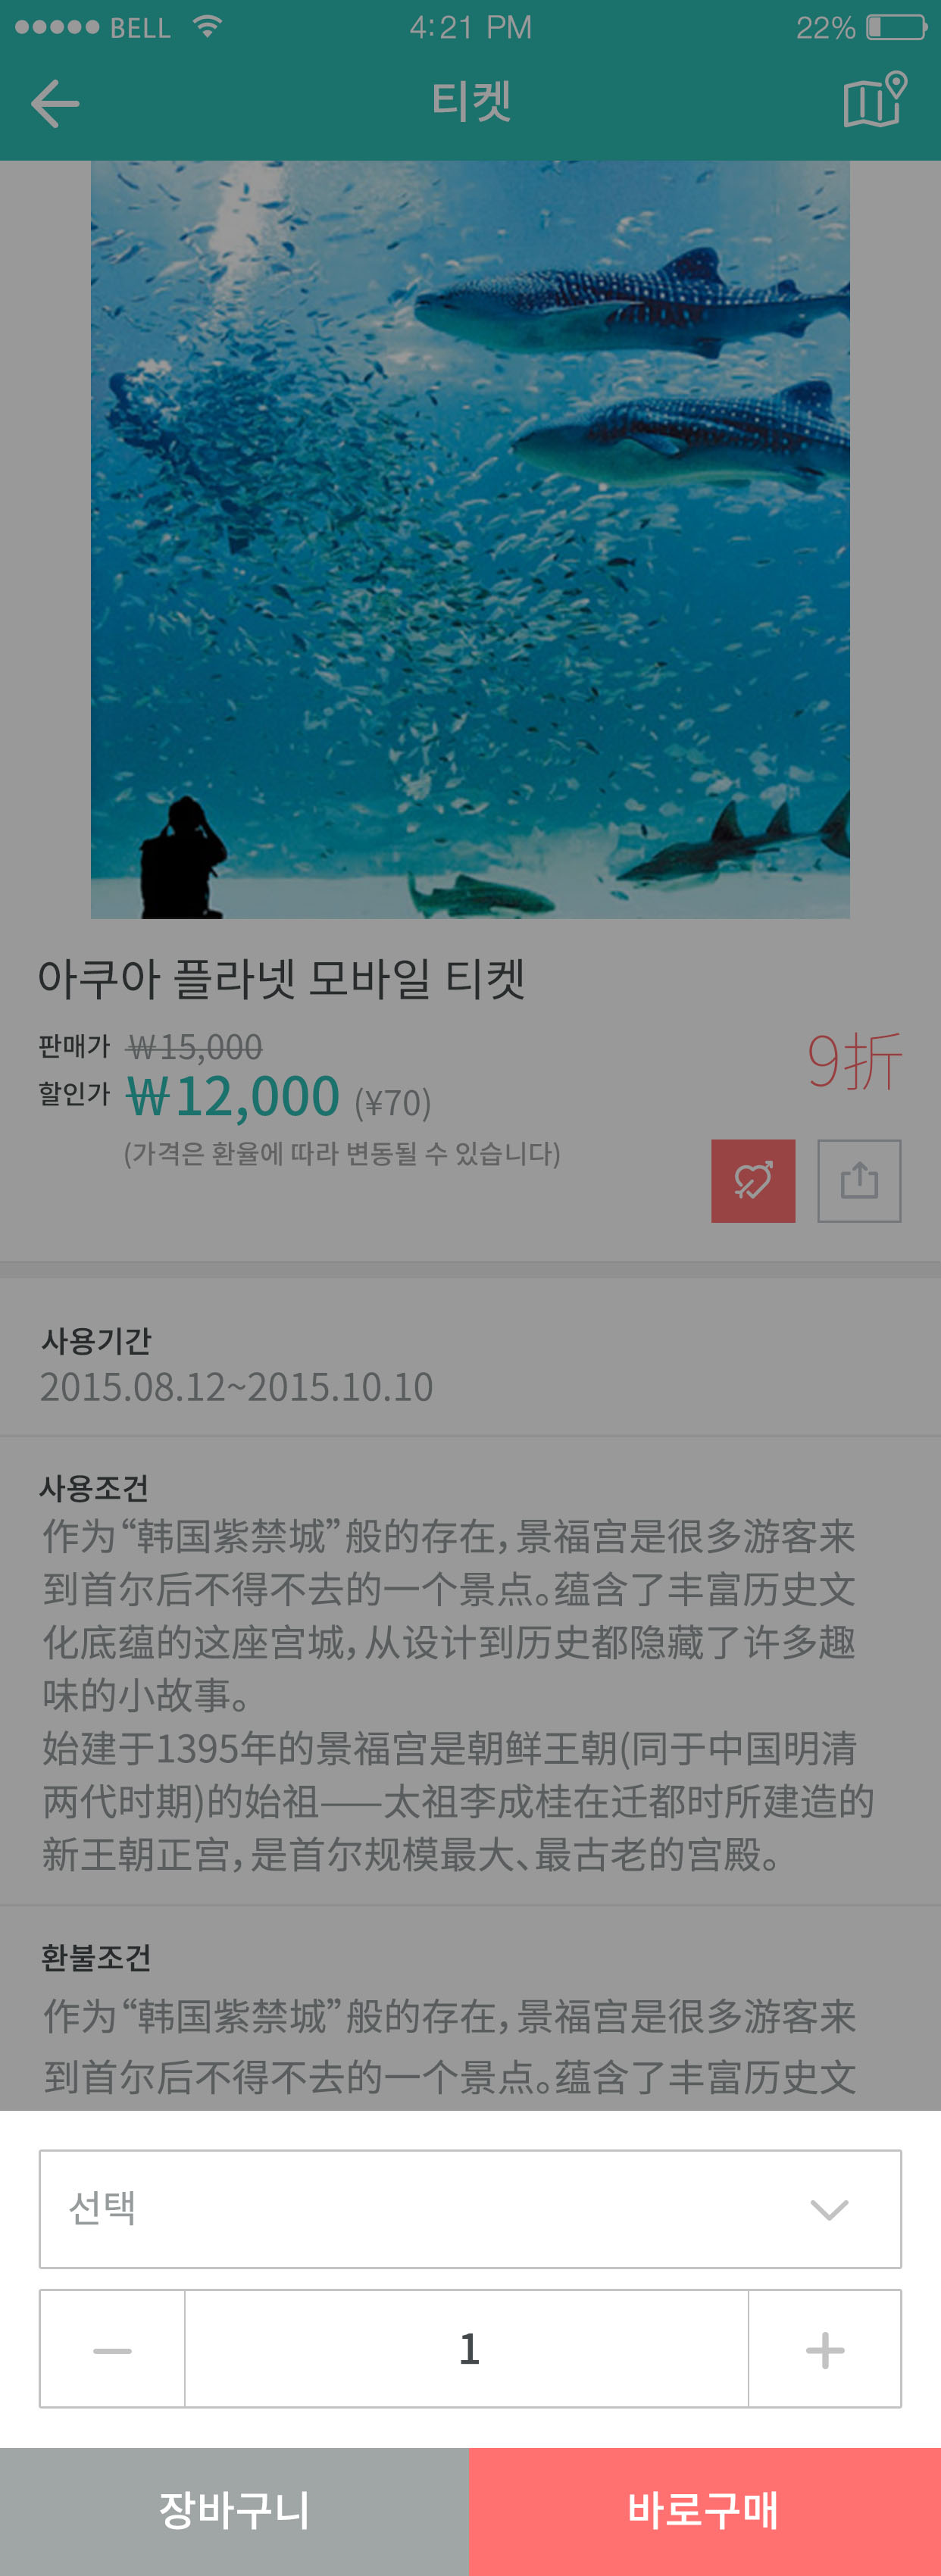 BELL 4:21 PM 22%
티켓
아쿠아 플라넷 모바일 티켓
판매가 ₩15,000
9折
할인가 ₩12,000 (¥70)
(가격은 환율에 따라 변동될 수 있습니다)
사용기간
2015.08.12~2015.10.10
사용조건
作为“韩国紫禁城”般的存在，景福宫是很多游客来
到首尔后不得不去的一个景点。蕴含了丰富历史文
化底蕴的这座宫城，从设计到历史都隐藏了许多趣
味的小故事。
始建于1395年的景福宫是朝鲜王朝(同于中国明清
两代时期)的始祖——太祖李成桂在迁都时所建造的
新王朝正宫，是首尔规模最大、最古老的宫殿。
환불조건
作为“韩国紫禁城”般的存在，景福宫是很多游客来
到首尔后不得不去的一个景点。蕴含了丰富历史文
선택
1
장바구니 바로구매